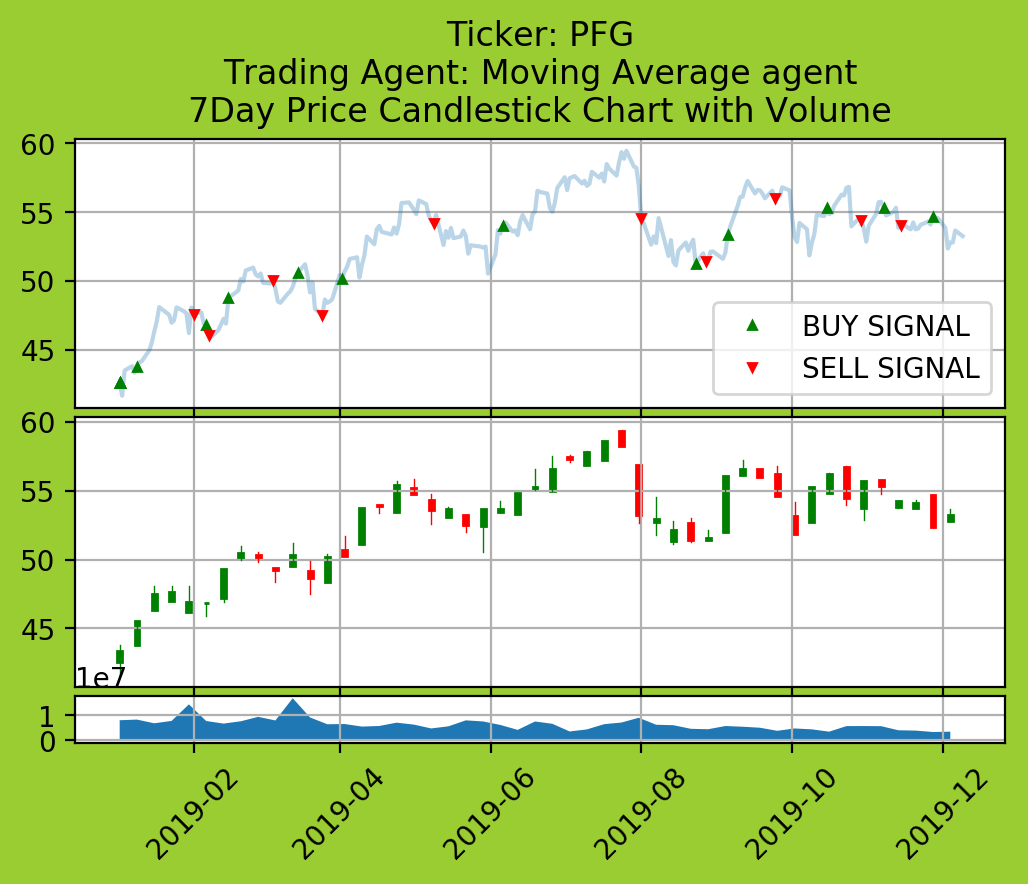 Ticker: PFG
Trading Agent: Moving Average agent
7Day Price Candlestick Chart with Volume
60
55
50
45
BUY SIGNAL
SELL SIGNAL
60
55
50
45
1e7
1
0
2019-02
2019-04
2019-06
2019-08
2019-10
2019-12